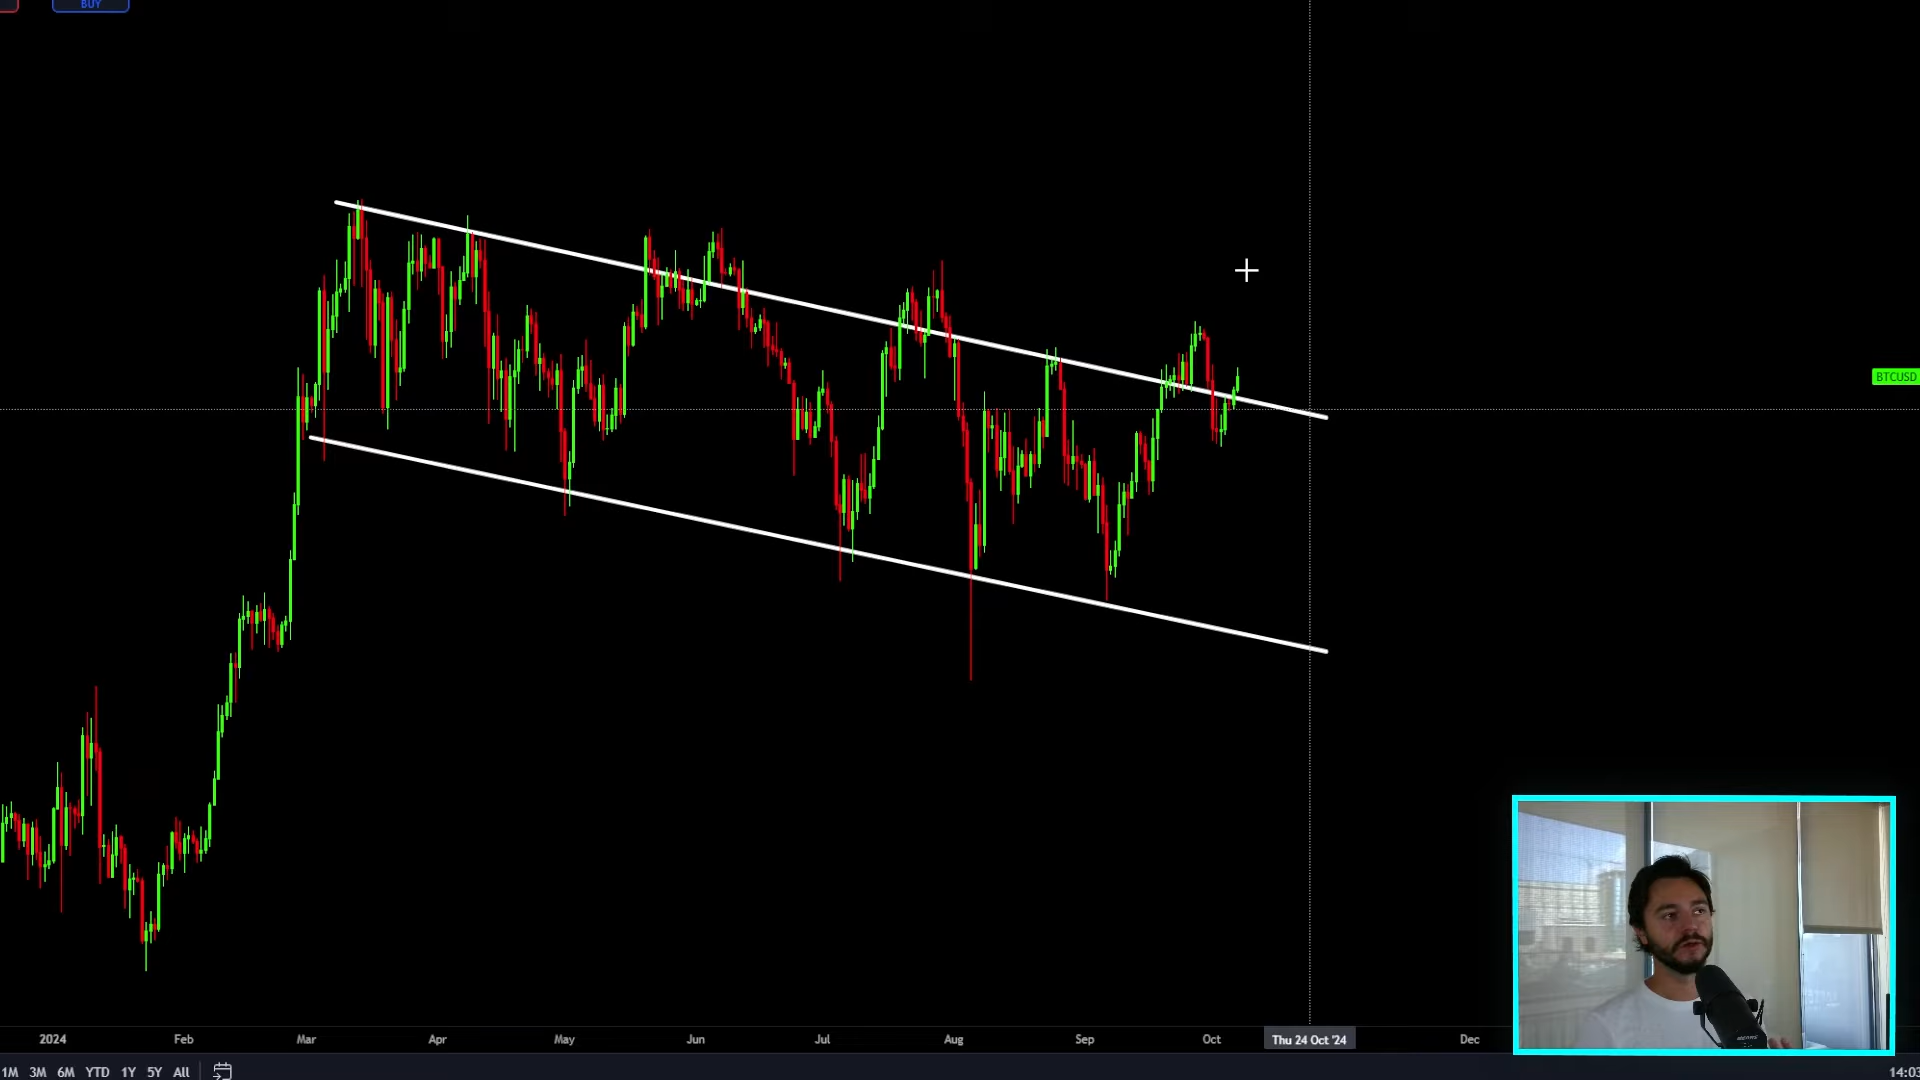 BUY
BTCUSD
2024 Feb Mar Apr May Jun Jul Aug Sep Oct Thu 24 Oct '24 Dec
1M 3M 6M YTD 1Y 5Y All
14:03